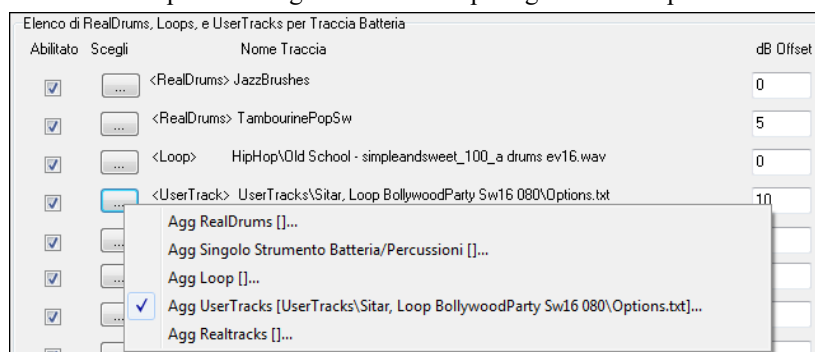 Elenco di RealDrums, Loops, e UserTracks per Traccia Batteria
Abilitato Scegli Nome Traccia dB Offset
... <RealDrums> JazzBrushes 0
... <RealDrums> TambourinePopSw 5
... <Loop> HipHop\Old School - simpleandsweet_100_a drums ev16.wav 0
... <UserTrack> UserTracks\Sitar, Loop BollywoodParty Sw16 080\Options.txt 10
Agg RealDrums []...
Agg Singolo Strumento Batteria/Percussioni []...
Agg Loop []...
Agg UserTracks [UserTracks\Sitar, Loop BollywoodParty Sw16 080\Options.txt]...
Agg Realtracks []...